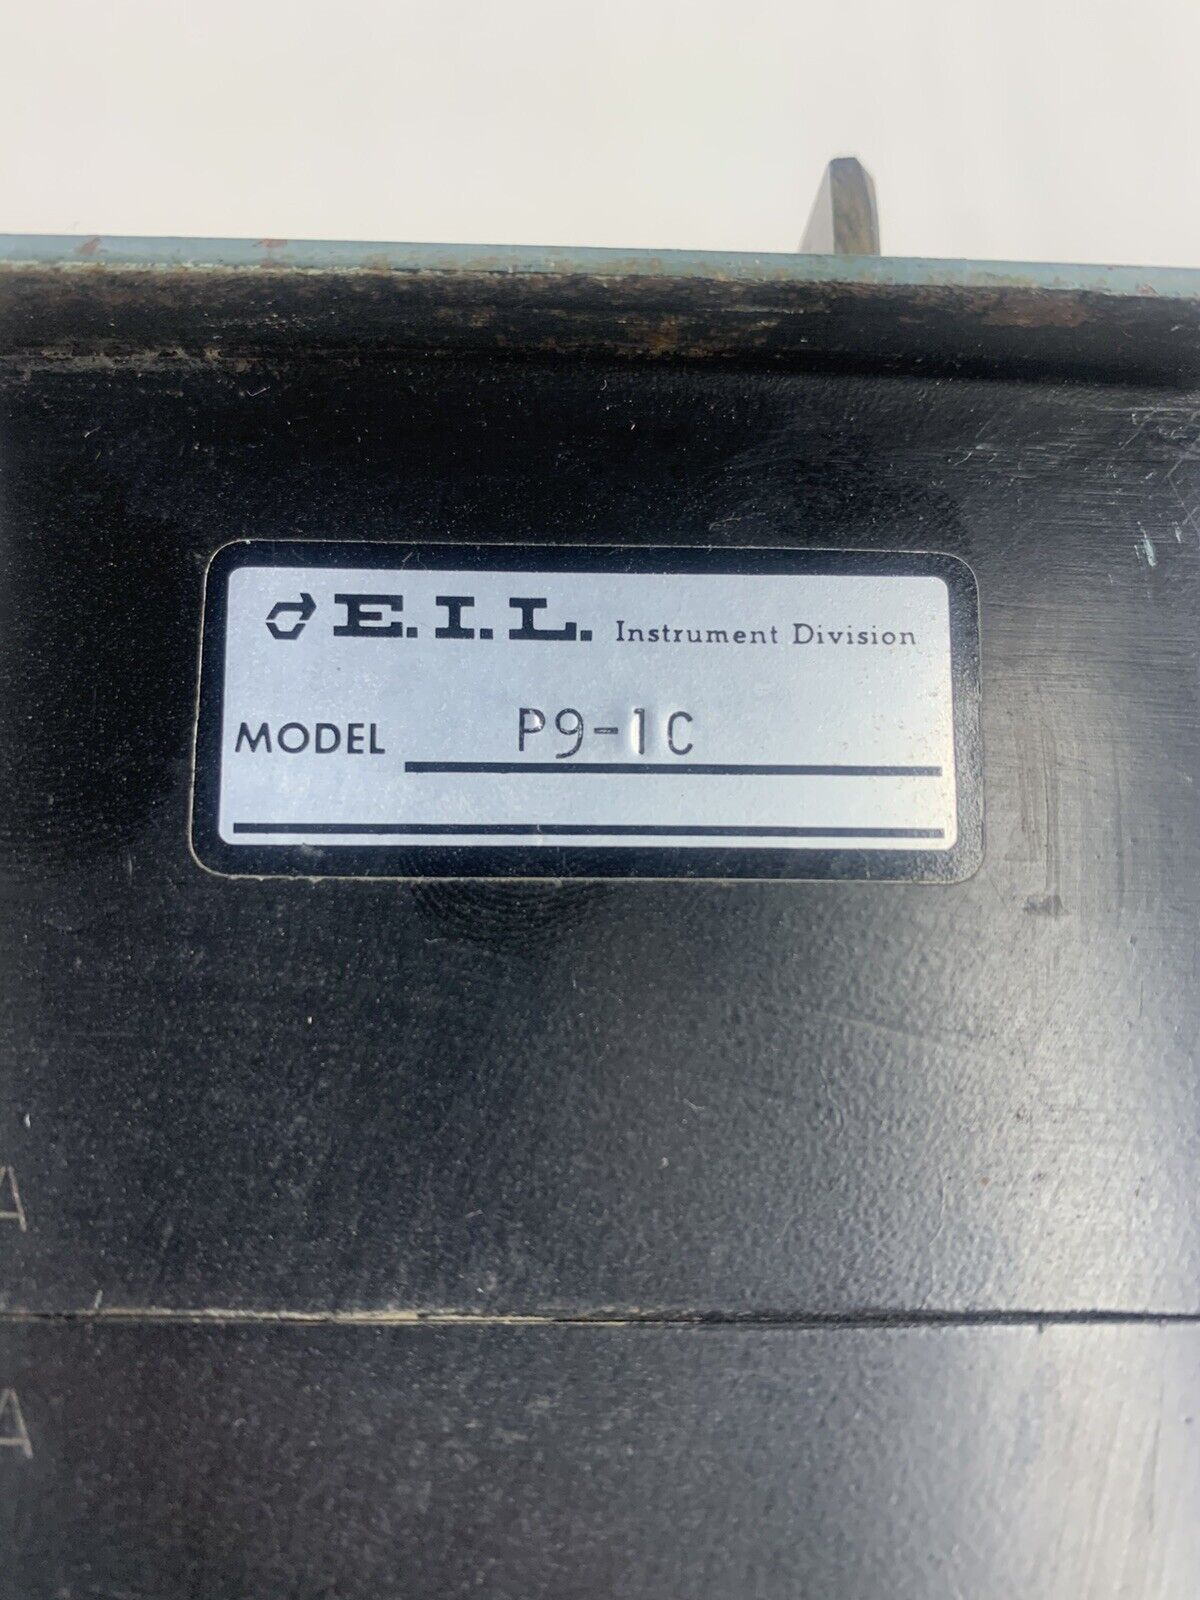 E.I.L. Instrument Division
MODEL P9-1C
A
A